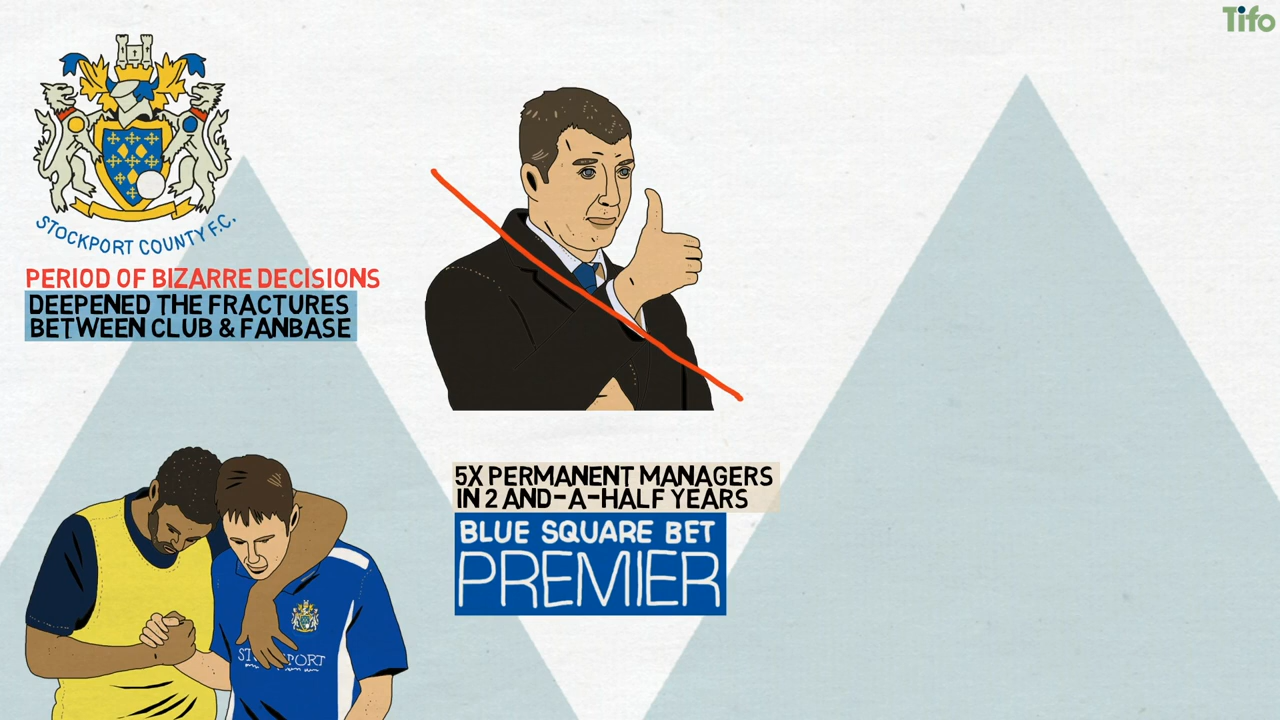 Tifo
STOCKPORT COUNTY F.C.
PERIOD OF BIZARRE DECISIONS
DEEPENED THE FRACTURES
BETWEEN CLUB & FANBASE
5X PERMANENT MANAGERS
IN 2 AND-A-HALF YEARS
BLUE SQUARE BET
PREMIER